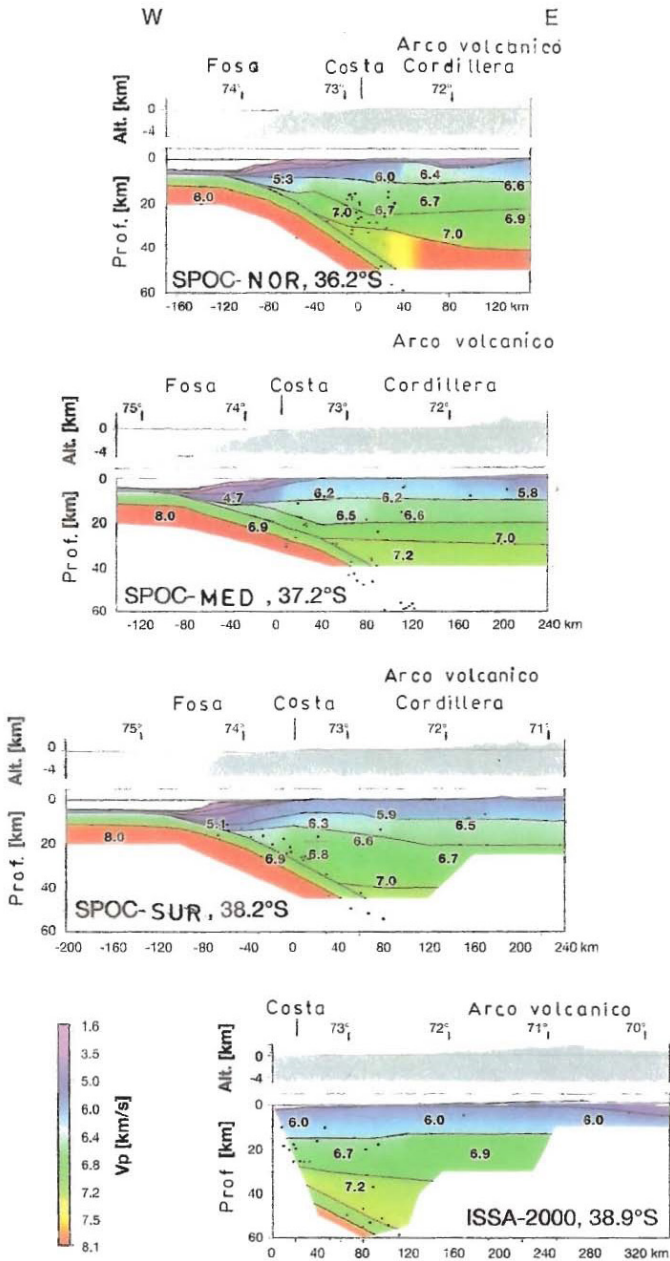 W E
Arco volcánico
Fosa Costa Cordillera
74° 73° 72°
Alt. [km]
0
-4
Prof. [km]
0
20
40
60
5.3 6.0 6.4 6.6
8.0 7.0 6.7 6.7 6.9
7.0
SPOC-NOR, 36.2°S
-160 -120 -80 -40 0 40 80 120 km
Arco volcanico
Fosa Costa Cordillera
75° 74° 73° 72°
Alt. [km]
0
-4
Prof. [km]
0
20
40
60
4.7 6.2 6.2 5.8
8.0 6.9 6.5 6.6
7.0
7.2
SPOC-MED, 37.2°S
-120 -80 -40 0 40 80 120 160 200 240 km
Arco volcanico
Fosa Costa Cordillera
75° 74° 73° 72° 71°
Alt. [km]
0
-4
Prof. [km]
0
20
40
60
5.1 6.3 5.9 6.5
8.0 6.9 6.8 6.6 6.7
7.0
SPOC-SUR, 38.2°S
-200 -160 -120 -80 -40 0 40 80 120 160 200 240 km
Costa Arco volcanico
73° 72° 71° 70°
Alt. [km]
0
-4
Prof [km]
0
20
40
60
6.0 6.0 6.0
6.7 6.9
7.2
ISSA-2000, 38.9°S
0 40 80 120 160 200 240 280 320 km
Vp [km/s]
1.6
3.5
5.0
6.0
6.4
6.8
7.2
7.5
8.1